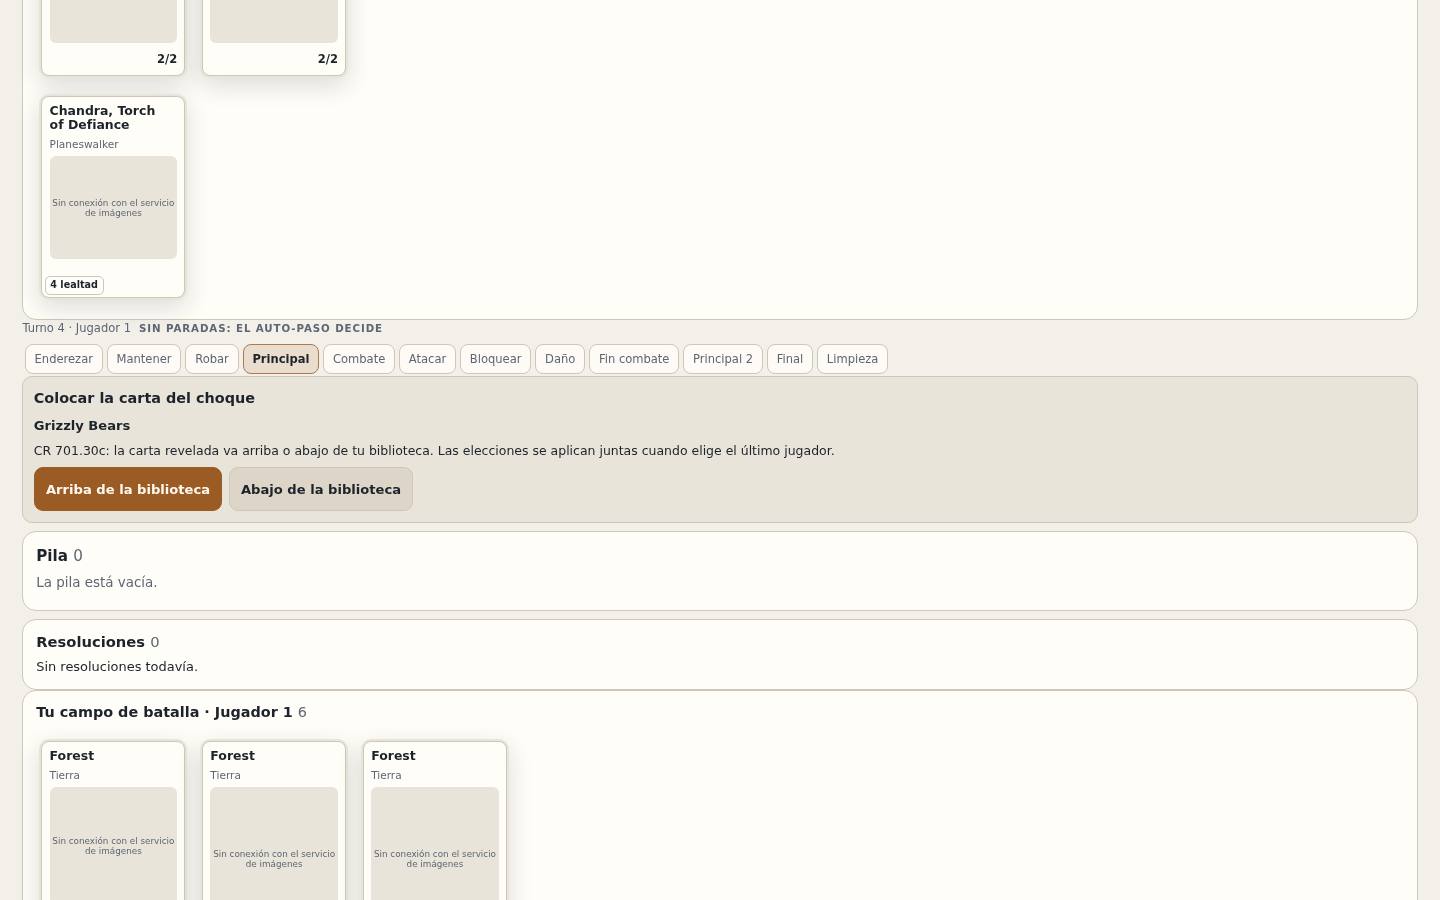 2/2
2/2
Chandra, Torch
of Defiance
Planeswalker
Sin conexión con el servicio
de imágenes
4 lealtad
Turno 4 · Jugador 1 SIN PARADAS: EL AUTO-PASO DECIDE
Enderezar Mantener Robar Principal Combate Atacar Bloquear Daño Fin combate Principal 2 Final Limpieza
Colocar la carta del choque
Grizzly Bears
CR 701.30c: la carta revelada va arriba o abajo de tu biblioteca. Las elecciones se aplican juntas cuando elige el último jugador.
Arriba de la biblioteca Abajo de la biblioteca
Pila 0
La pila está vacía.
Resoluciones 0
Sin resoluciones todavía.
Tu campo de batalla · Jugador 1 6
Forest
Tierra
Sin conexión con el servicio
de imágenes
Forest
Tierra
Sin conexión con el servicio
de imágenes
Forest
Tierra
Sin conexión con el servicio
de imágenes